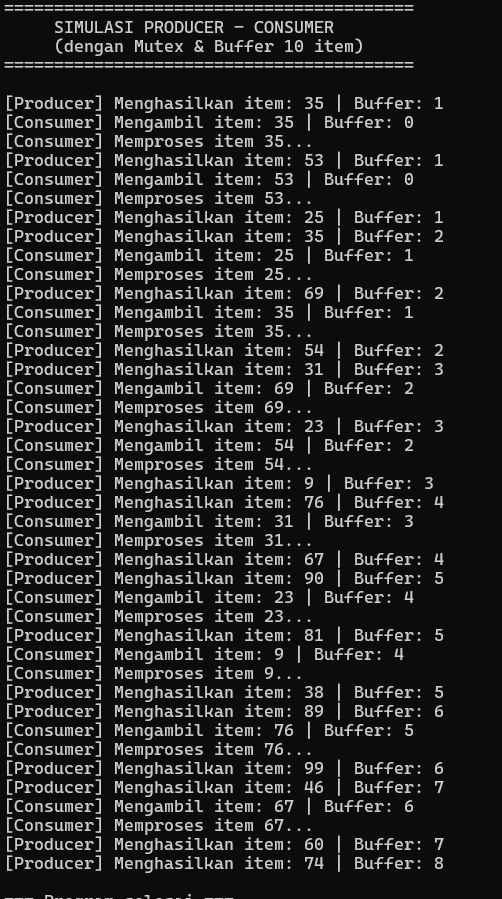 =========================================
SIMULASI PRODUCER - CONSUMER
(dengan Mutex & Buffer 10 item)
=========================================
[Producer] Menghasilkan item: 35 | Buffer: 1
[Consumer] Mengambil item: 35 | Buffer: 0
[Consumer] Memproses item 35...
[Producer] Menghasilkan item: 53 | Buffer: 1
[Consumer] Mengambil item: 53 | Buffer: 0
[Consumer] Memproses item 53...
[Producer] Menghasilkan item: 25 | Buffer: 1
[Producer] Menghasilkan item: 35 | Buffer: 2
[Consumer] Mengambil item: 25 | Buffer: 1
[Consumer] Memproses item 25...
[Producer] Menghasilkan item: 69 | Buffer: 2
[Consumer] Mengambil item: 35 | Buffer: 1
[Consumer] Memproses item 35...
[Producer] Menghasilkan item: 54 | Buffer: 2
[Producer] Menghasilkan item: 31 | Buffer: 3
[Consumer] Mengambil item: 69 | Buffer: 2
[Consumer] Memproses item 69...
[Producer] Menghasilkan item: 23 | Buffer: 3
[Consumer] Mengambil item: 54 | Buffer: 2
[Consumer] Memproses item 54...
[Producer] Menghasilkan item: 9 | Buffer: 3
[Producer] Menghasilkan item: 76 | Buffer: 4
[Consumer] Mengambil item: 31 | Buffer: 3
[Consumer] Memproses item 31...
[Producer] Menghasilkan item: 67 | Buffer: 4
[Producer] Menghasilkan item: 90 | Buffer: 5
[Consumer] Mengambil item: 23 | Buffer: 4
[Consumer] Memproses item 23...
[Producer] Menghasilkan item: 81 | Buffer: 5
[Consumer] Mengambil item: 9 | Buffer: 4
[Consumer] Memproses item 9...
[Producer] Menghasilkan item: 38 | Buffer: 5
[Producer] Menghasilkan item: 89 | Buffer: 6
[Consumer] Mengambil item: 76 | Buffer: 5
[Consumer] Memproses item 76...
[Producer] Menghasilkan item: 99 | Buffer: 6
[Producer] Menghasilkan item: 46 | Buffer: 7
[Consumer] Mengambil item: 67 | Buffer: 6
[Consumer] Memproses item 67...
[Producer] Menghasilkan item: 60 | Buffer: 7
[Producer] Menghasilkan item: 74 | Buffer: 8
=== Program selesai ===